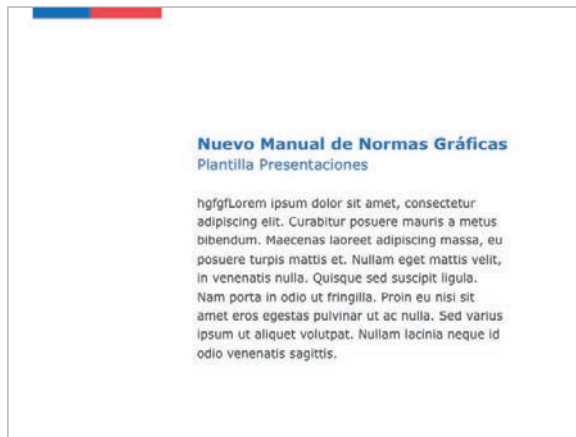 Nuevo Manual de Normas Gráficas
Plantilla Presentaciones
hgfgfLorem ipsum dolor sit amet, consectetur
adipiscing elit. Curabitur posuere mauris a metus
bibendum. Maecenas laoreet adipiscing massa, eu
posuere turpis mattis et. Nullam eget mattis velit,
in venenatis nulla. Quisque sed suscipit ligula.
Nam porta in odio ut fringilla. Proin eu nisi sit
amet eros egestas pulvinar ut ac nulla. Sed varius
ipsum ut aliquet volutpat. Nullam lacinia neque id
odio venenatis sagittis.